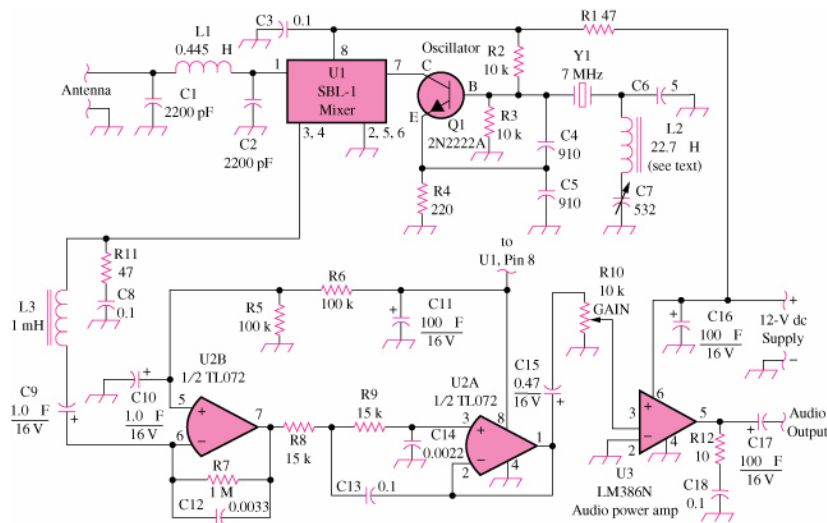 C3
0.1
R1 47
L1
0.445 H
8
7
C
Oscillator
R2
10 k
Y1
7 MHz
C6
5
1
U1
SBL-1
Mixer
Antenna
C1
2200 pF
C2
2200 pF
3, 4
2, 5, 6
E
B
Q1
2N2222A
R3
10 k
C4
910
L2
22.7 H
(see text)
R4
220
C5
910
C7
532
R11
47
C8
0.1
L3
1 mH
to
U1, Pin 8
R6
100 k
R5
100 k
C11
100 F
16 V
R10
10 k
GAIN
C16
100 F
16 V
+
12-V dc
Supply
−
U2B
1/2 TL072
C9
1.0 F
16 V
+
C10
1.0 F
16 V
+
5
+
6
−
7
R8
15 k
R9
15 k
C14
0.0022
U2A
1/2 TL072
3
+
2
−
8
4
1
C15
0.47
16 V
+
R7
1 M
C12
0.0033
C13
0.1
3
+
2
−
6
4
5
U3
LM386N
Audio power amp
R12
10
C18
0.1
+
C17
100 F
16 V
Audio
Output
+
+